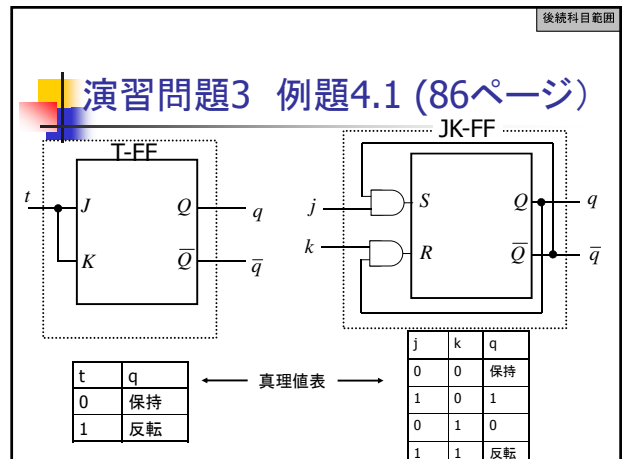 後続科目範囲
演習問題3 例題4.1 (86ページ）
T-FF
JK-FF
t
J
Q
q
K
Q̅
q̅
j
S
Q
q
k
R
Q̅
q̅
t q
0 保持
1 反転
真理値表
j k q
0 0 保持
1 0 1
0 1 0
1 1 反転